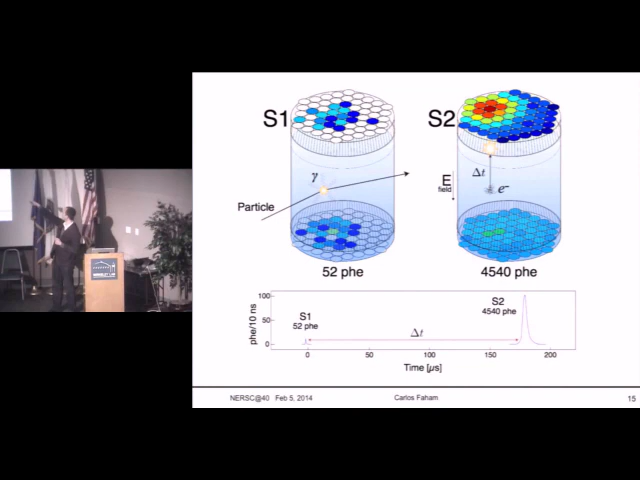 S1
S2
γ
Particle
E
field
Δt
e-
52 phe
4540 phe
phe/10 ns
100
50
0
S1
52 phe
Δt
S2
4540 phe
0
50
100
150
200
Time [μs]
NERSC@40 Feb 5, 2014
Carlos Faham
15